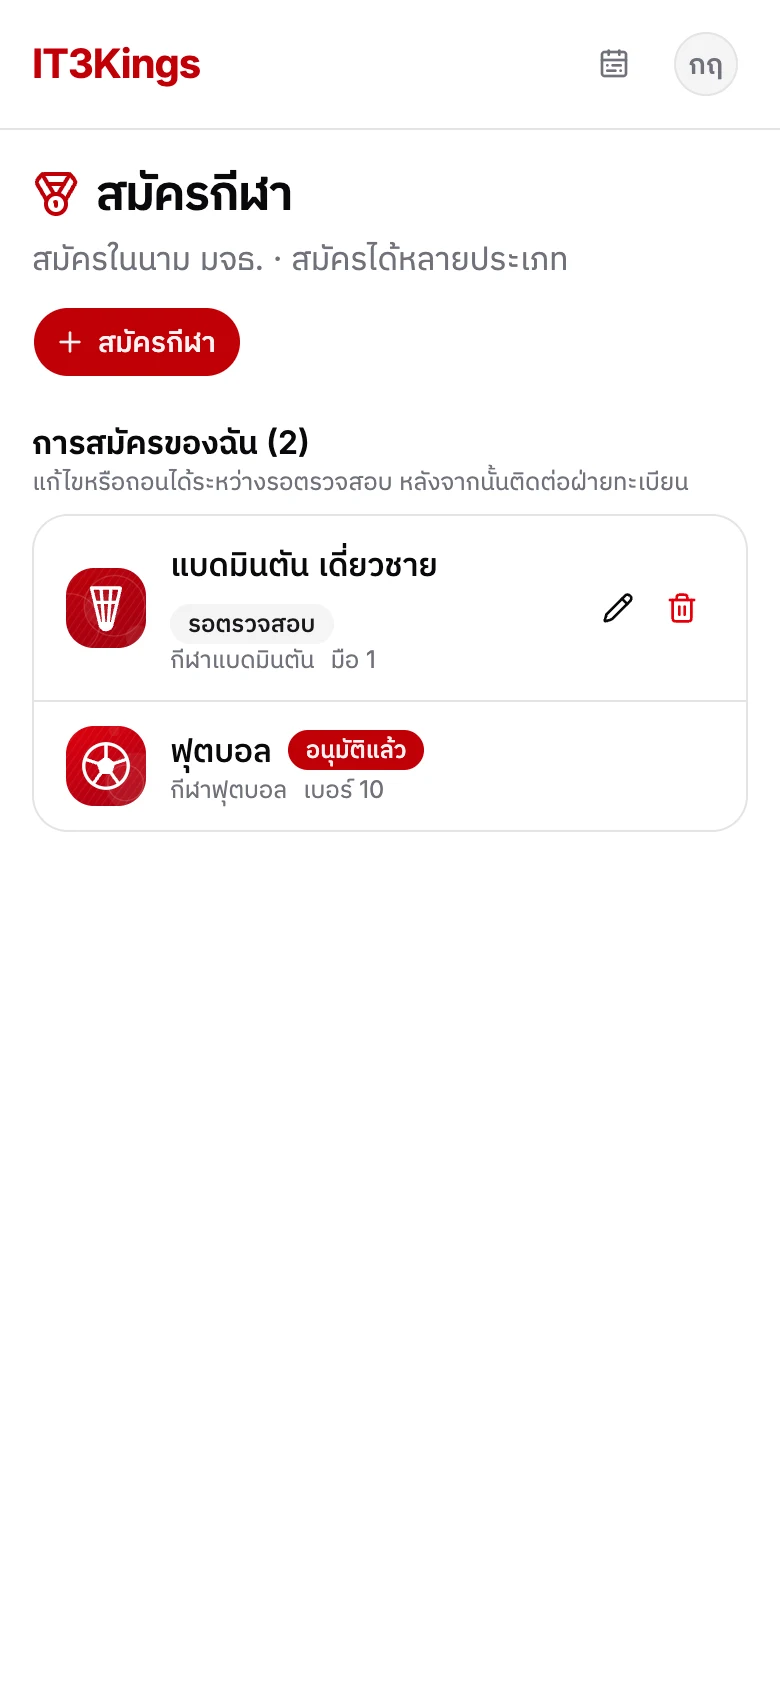 IT3Kings
กฤ
สมัครกีฬา
สมัครในนาม มจธ. · สมัครได้หลายประเภท
สมัครกีฬา
การสมัครของฉัน (2)
แก้ไขหรือถอนได้ระหว่างรอตรวจสอบ หลังจากนั้นติดต่อฝ่ายทะเบียน
แบดมินตัน เดี่ยวชาย
รอตรวจสอบ
กีฬาแบดมินตัน มือ 1
ฟุตบอล อนุมัติแล้ว
กีฬาฟุตบอล เบอร์ 10